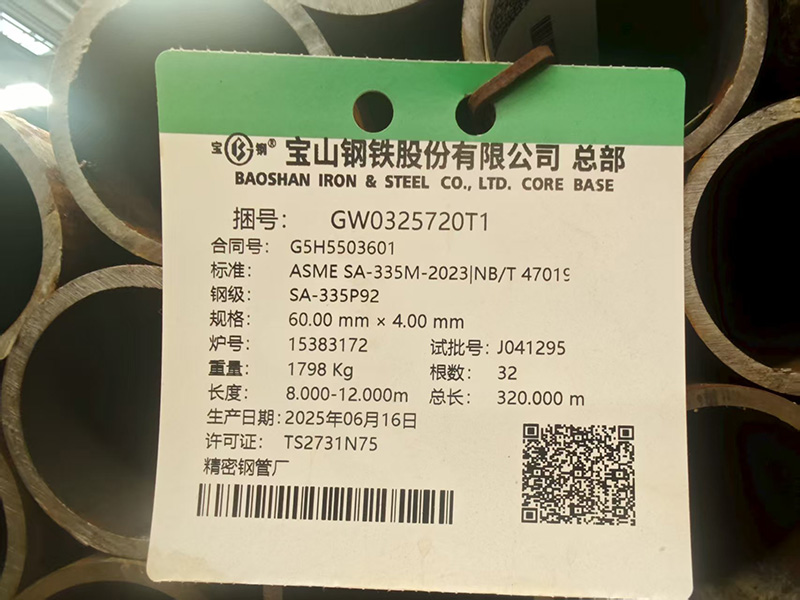 宝 钢® 宝山钢铁股份有限公司 总部
BAOSHAN IRON & STEEL CO., LTD. CORE BASE
捆号: GW0325720T1
合同号: G5H5503601
标准: ASME SA-335M-2023|NB/T 47019
钢级: SA-335P92
规格: 60.00 mm × 4.00 mm
炉号: 15383172 试批号: J041295
重量: 1798 Kg 根数: 32
长度: 8.000-12.000m 总长: 320.000 m
生产日期: 2025年06月16日
许可证: TS2731N75
精密钢管厂